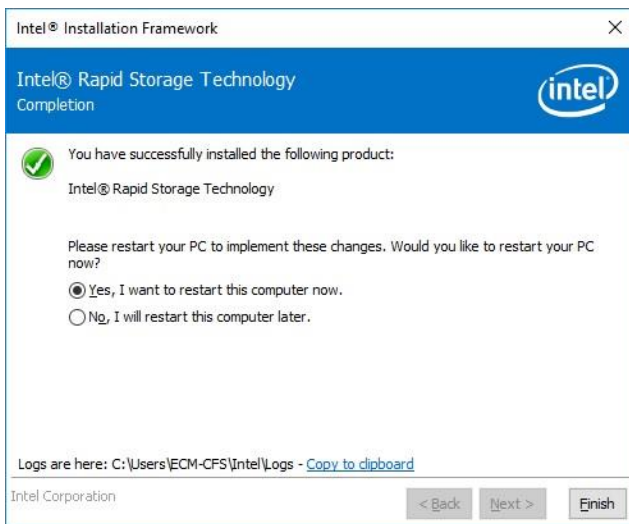 Intel® Installation Framework
Intel® Rapid Storage Technology
Completion
intel
You have successfully installed the following product:
Intel® Rapid Storage Technology
Please restart your PC to implement these changes. Would you like to restart your PC
now?
Yes, I want to restart this computer now.
No, I will restart this computer later.
Logs are here: C:\Users\ECM-CFS\Intel\Logs - Copy to clipboard
Intel Corporation
< Back Next > Finish